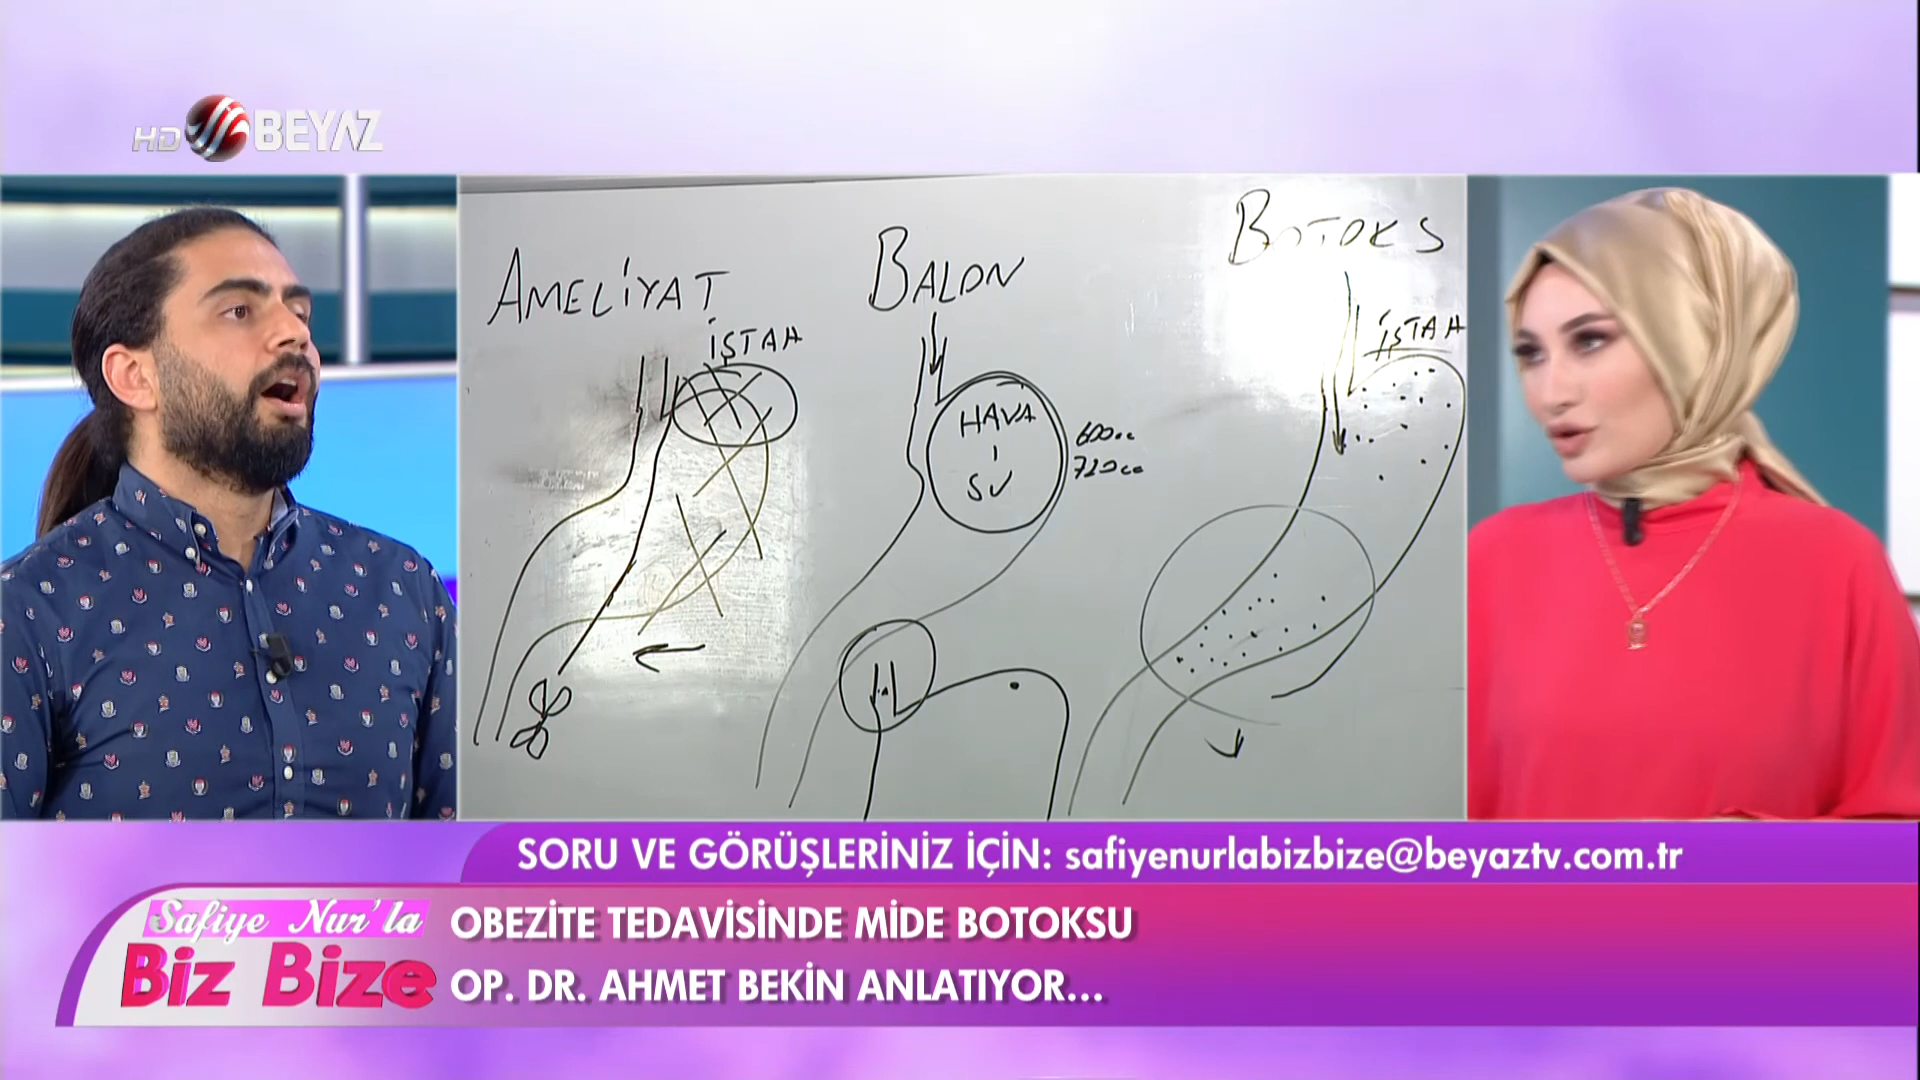 HD BEYAZ
AMELİYAT
İŞTAH
BALON
HAVA
SU
600cc
720cc
BOTOKS
İŞTAH
SORU VE GÖRÜŞLERİNİZ İÇİN: safiyenurlabizbize@beyaztv.com.tr
Safiye Nur'la
Biz Bize
OBEZİTE TEDAVİSİNDE MİDE BOTOKSU
OP. DR. AHMET BEKİN ANLATIYOR...